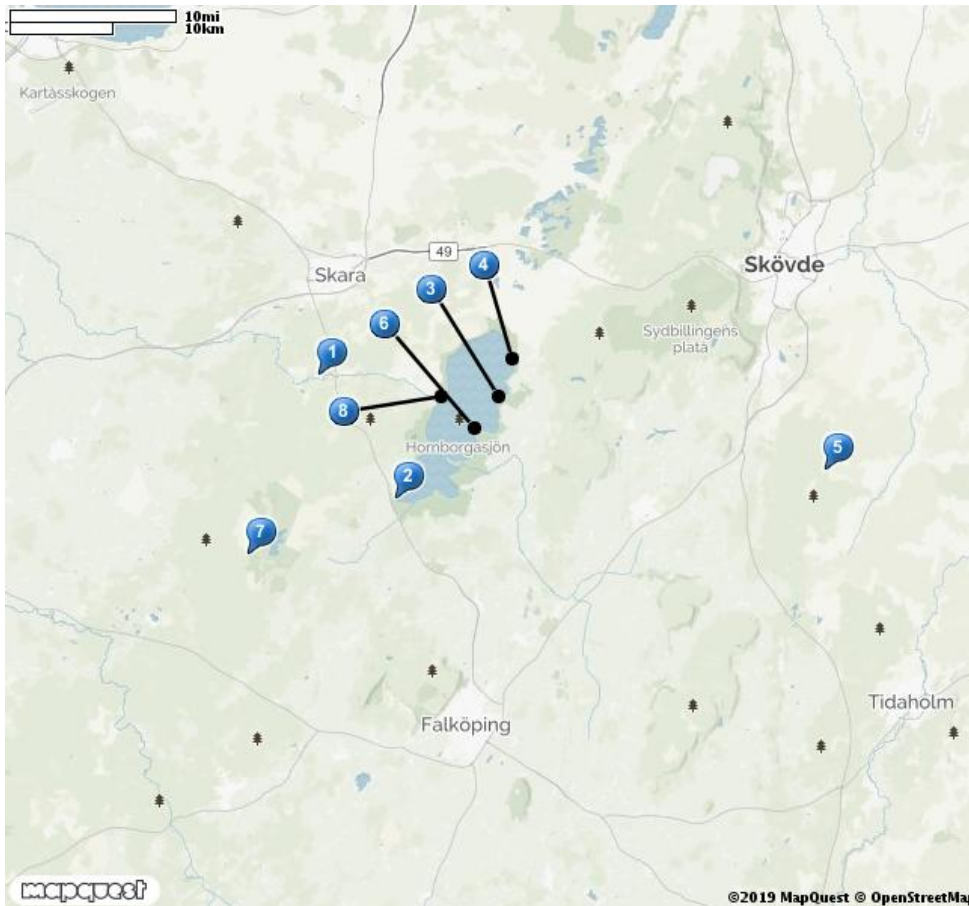 10mi
10km
Kartåsskogen
49
Skara
Skövde
4
3
6
Sydbillingens
platå
1
8
Hornborgasjön
5
2
7
Tidaholm
Falköping
mapquest
©2019 MapQuest © OpenStreetMa